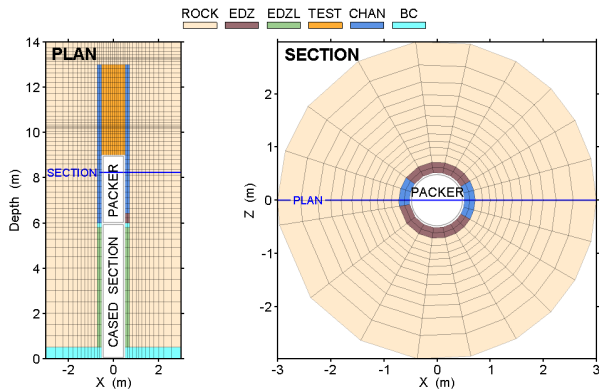 ROCK EDZ EDZL TEST CHAN BC
PLAN
SECTION
14
12
10
8
6
4
2
0
Depth (m)
SECTION
PACKER
CASED SECTION
-2 0 2
X (m)
2
1
0
-1
-2
Z (m)
PACKER
PLAN
-3 -2 -1 0 1 2 3
X (m)